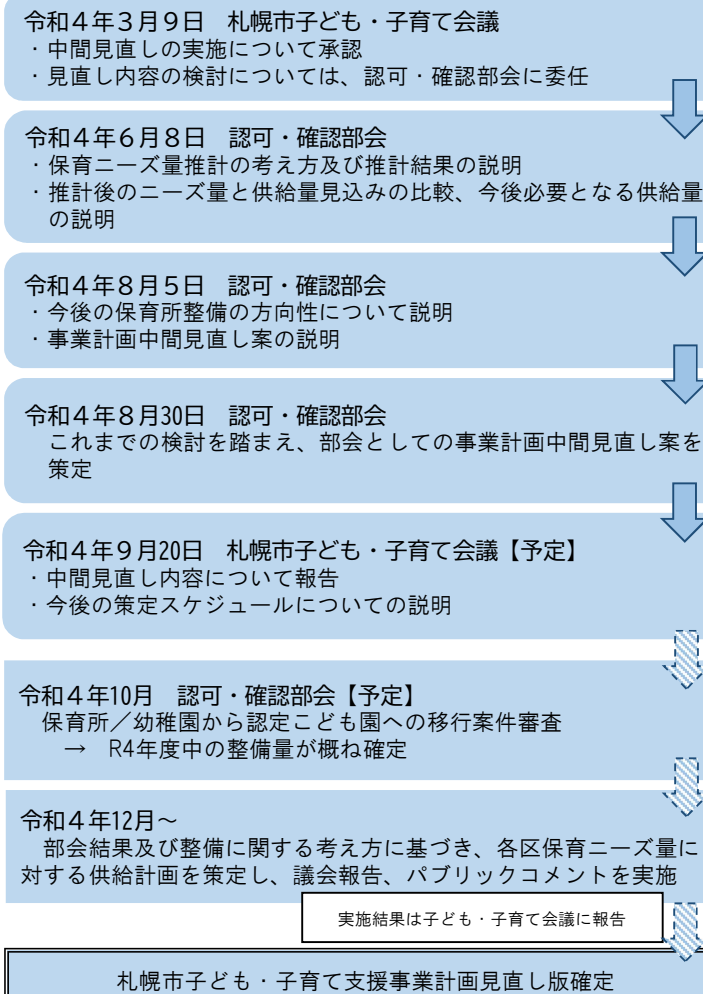 令和４年３月９日　札幌市子ども・子育て会議
・中間見直しの実施について承認
・見直し内容の検討については、認可・確認部会に委任
令和４年６月８日　認可・確認部会
・保育ニーズ量推計の考え方及び推計結果の説明
・推計後のニーズ量と供給量見込みの比較、今後必要となる供給量
の説明
令和４年８月５日　認可・確認部会
・今後の保育所整備の方向性について説明
・事業計画中間見直し案の説明
令和４年８月30日　認可・確認部会
これまでの検討を踏まえ、部会としての事業計画中間見直し案を
策定
令和４年９月20日　札幌市子ども・子育て会議【予定】
・中間見直し内容について報告
・今後の策定スケジュールについての説明
令和４年10月　認可・確認部会【予定】
保育所／幼稚園から認定こども園への移行案件審査
→　R4年度中の整備量が概ね確定
令和４年12月～
部会結果及び整備に関する考え方に基づき、各区保育ニーズ量に
対する供給計画を策定し、議会報告、パブリックコメントを実施
実施結果は子ども・子育て会議に報告
札幌市子ども・子育て支援事業計画見直し版確定